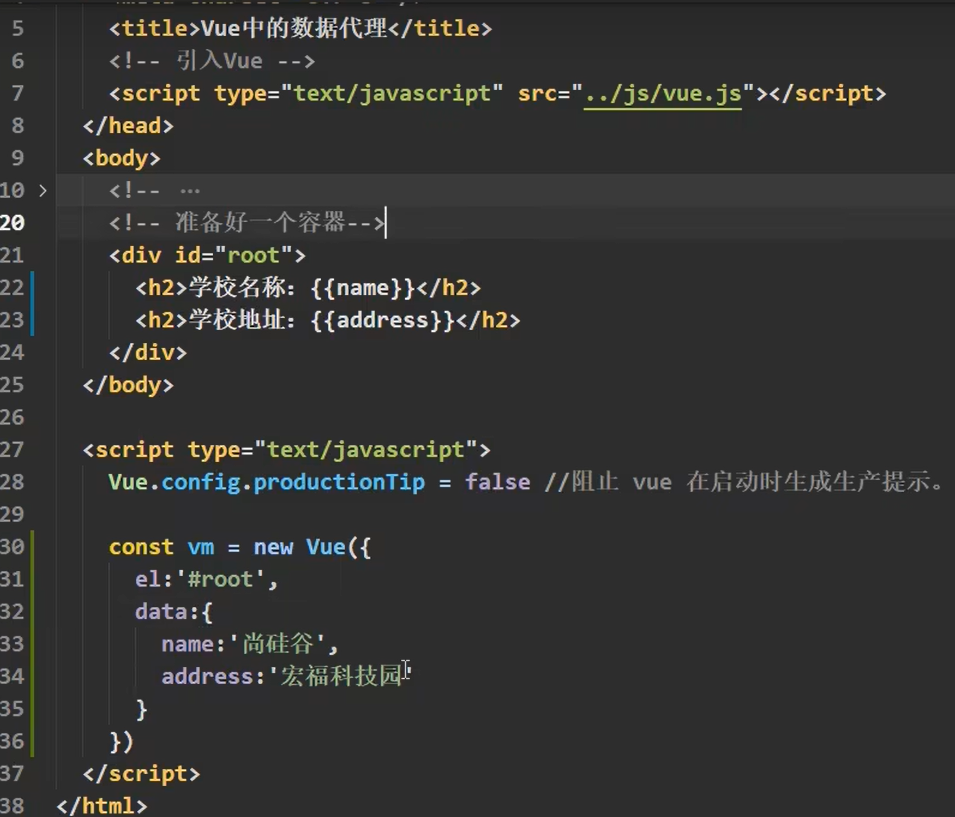 5 <title>Vue中的数据代理</title>
6 <!-- 引入Vue -->
7 <script type="text/javascript" src="../js/vue.js"></script>
8 </head>
9 <body>
10 <!-- ...
20 <!-- 准备好一个容器-->
21 <div id="root">
22 <h2>学校名称：{{name}}</h2>
23 <h2>学校地址：{{address}}</h2>
24 </div>
25 </body>
26
27 <script type="text/javascript">
28 Vue.config.productionTip = false //阻止 vue 在启动时生成生产提示。
29
30 const vm = new Vue({
31 el:'#root',
32 data:{
33 name:'尚硅谷',
34 address:'宏福科技园'
35 }
36 })
37 </script>
38 </html>